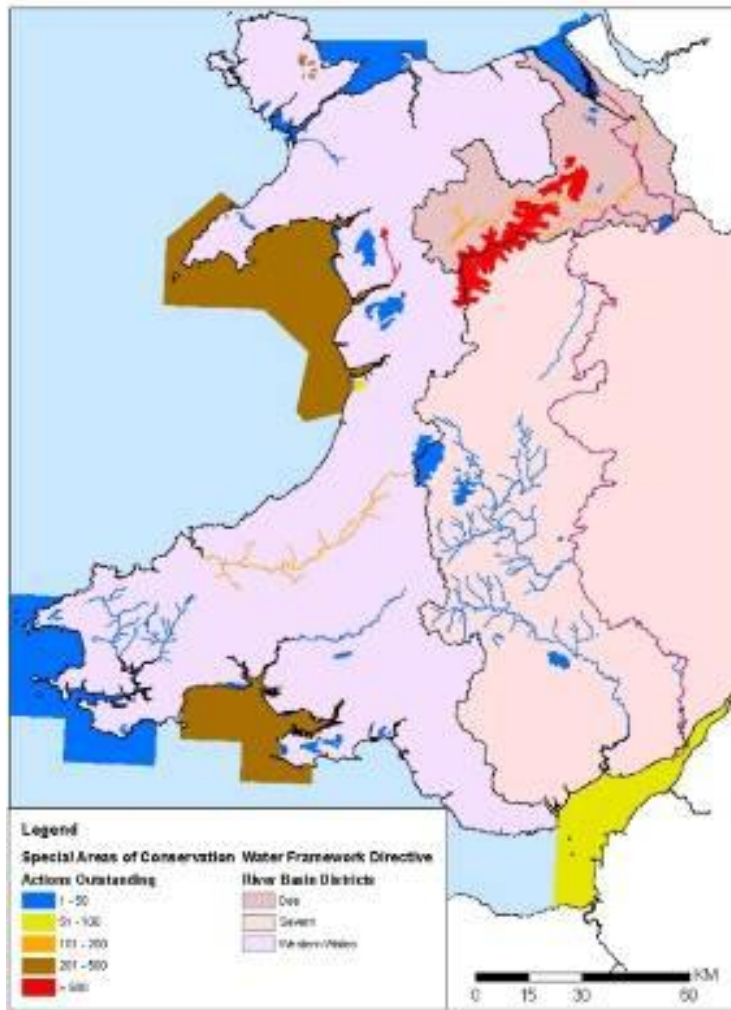 Legend
Special Areas of Conservation Water Framework Directive
Actions Outstanding River Basin Districts
1 - 50 Dee
51 - 100 Severn
101 - 200 Western Wales
201 - 500
> 500
KM
0 15 30 60